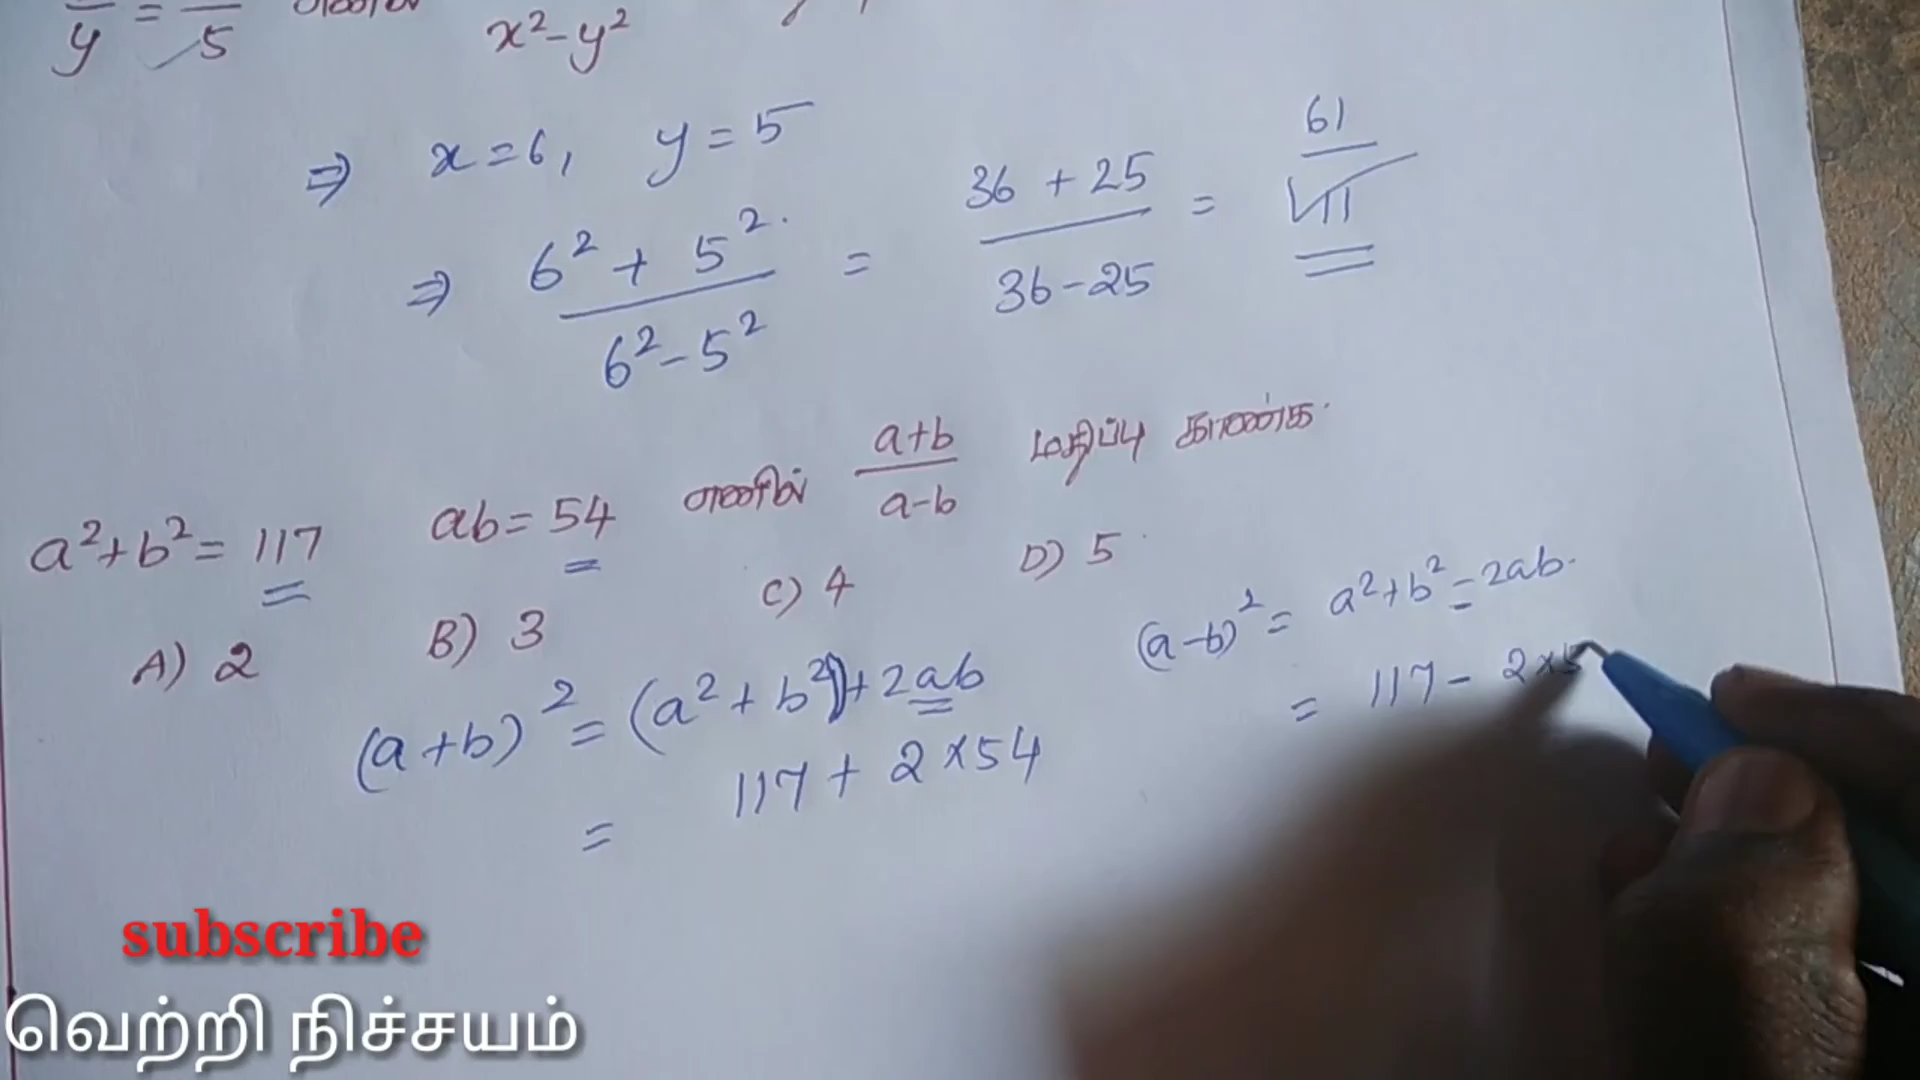 y = 5 எனில் x² - y²
⇒ x = 6, y = 5
⇒ 6² + 5² / 6² - 5² = 36 + 25 / 36 - 25 = 61 / 11
a² + b² = 117 ab = 54 எனில் a+b / a-b மதிப்பு காண்க.
A) 2 B) 3 C) 4 D) 5
(a+b)² = (a² + b²) + 2ab
= 117 + 2 × 54
(a-b)² = a² + b² - 2ab.
= 117 - 2 × 5
subscribe
வெற்றி நிச்சயம்